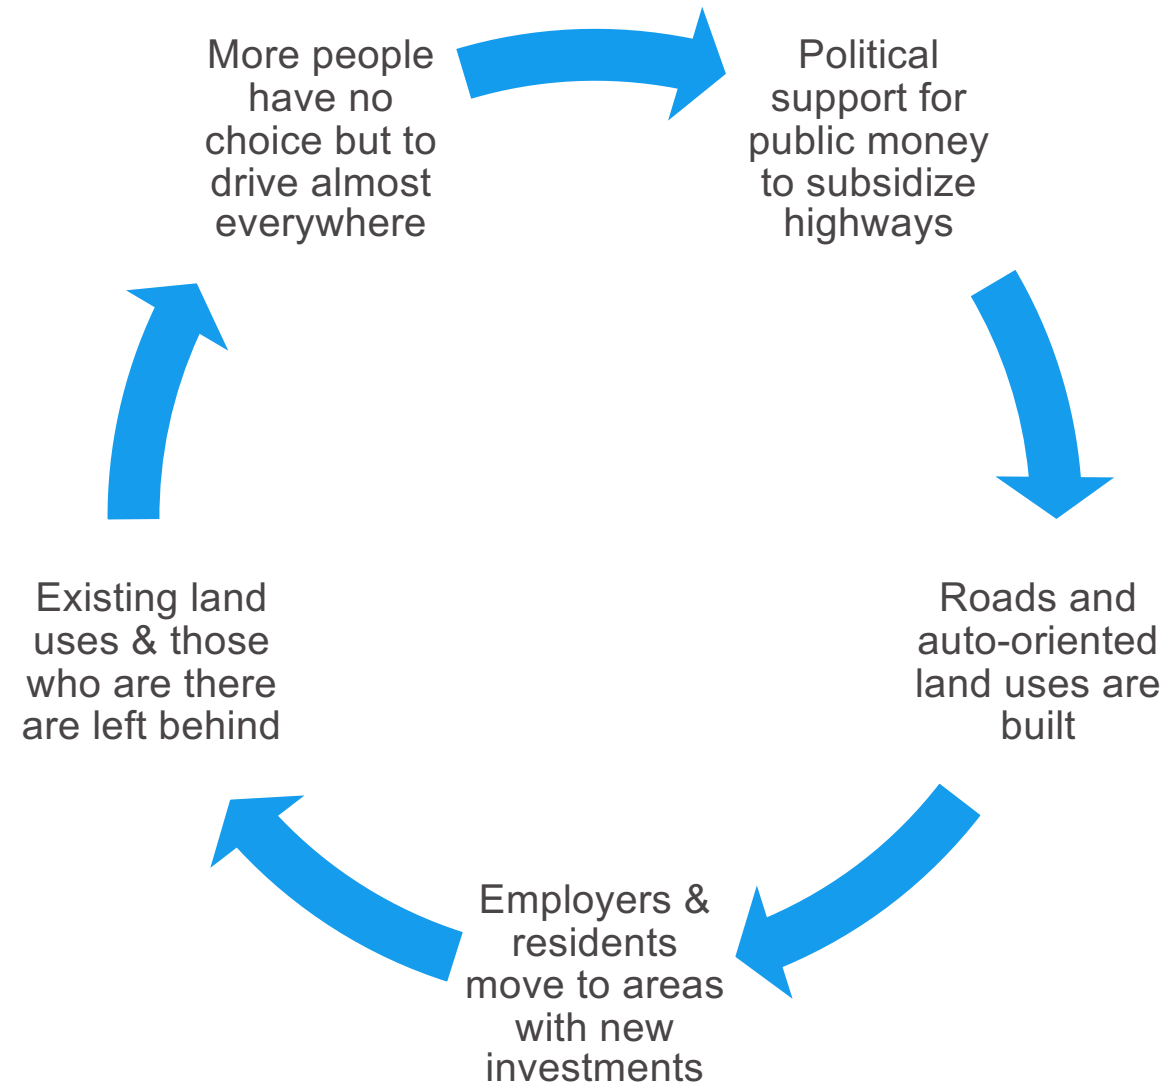 More people
have no
choice but to
drive almost
everywhere
Political
support for
public money
to subsidize
highways
Roads and
auto-oriented
land uses are
built
Employers &
residents
move to areas
with new
investments
Existing land
uses & those
who are there
are left behind